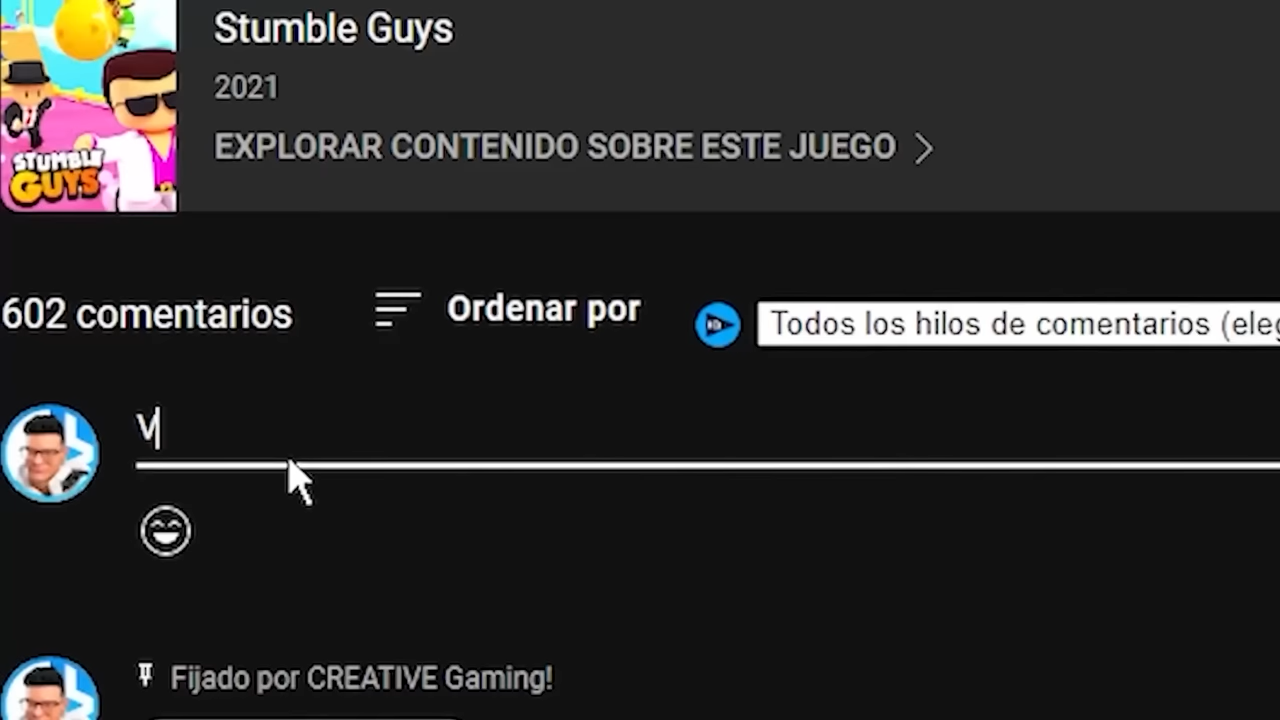 Stumble Guys
2021
EXPLORAR CONTENIDO SOBRE ESTE JUEGO
STUMBLE
GUYS
602 comentarios
Ordenar por
Todos los hilos de comentarios
V
Fijado por CREATIVE Gaming!